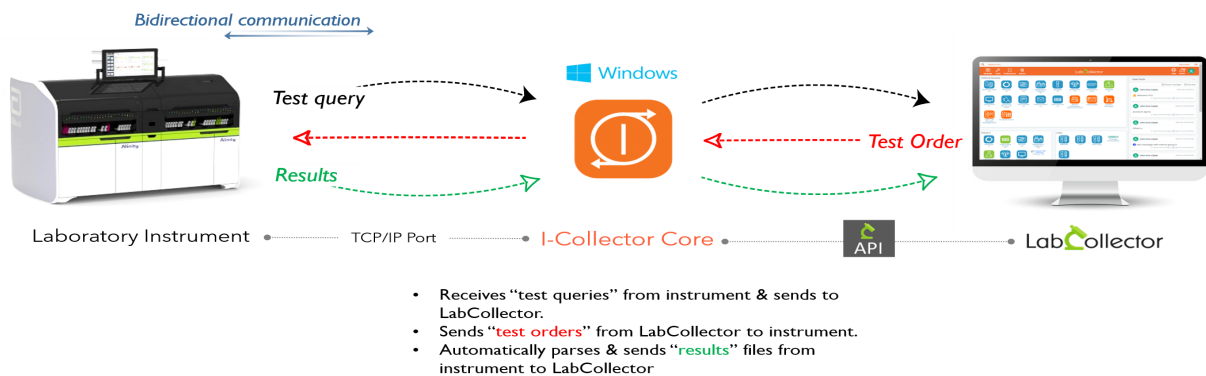 Bidirectional communication
Windows
Test query
Test Order
Results
Laboratory Instrument
TCP/IP Port
I-Collector Core
API
LabCollector
• Receives “test queries” from instrument & sends to
LabCollector.
• Sends “test orders” from LabCollector to instrument.
• Automatically parses & sends “results” files from
instrument to LabCollector